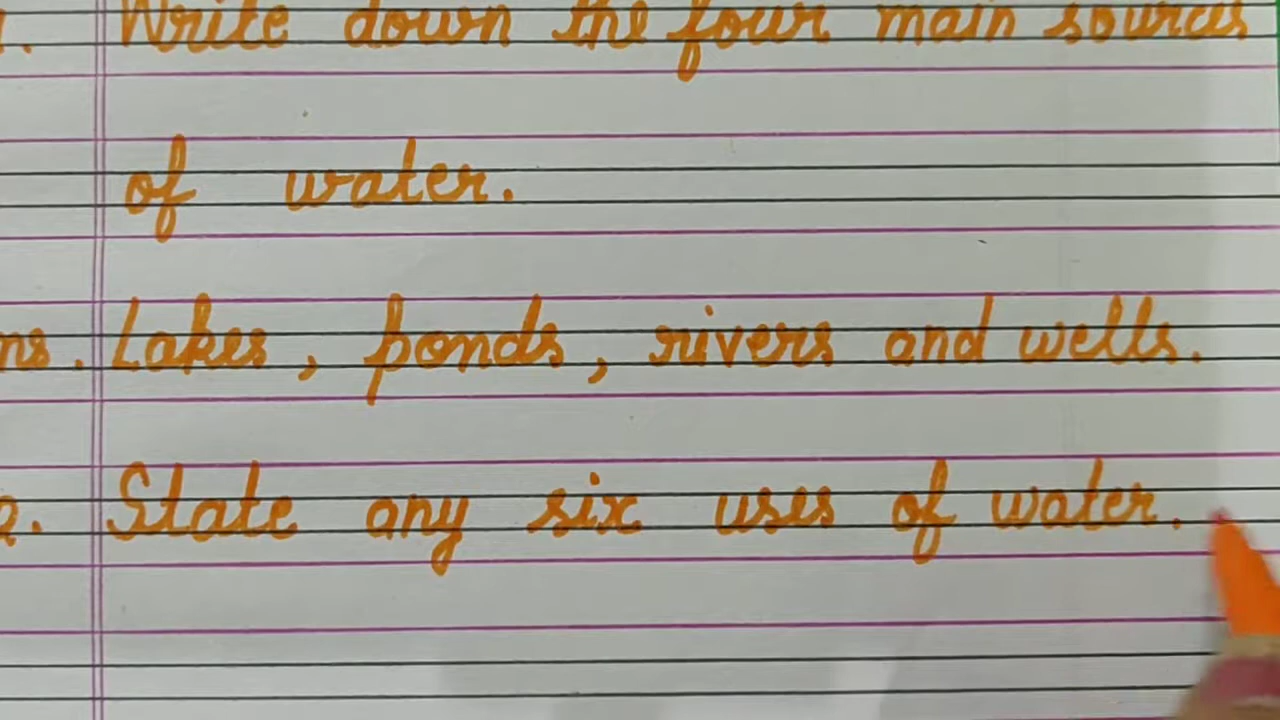 1. Write down the four main sources
of water.
ns. Lakes, ponds, rivers and wells.
2. State any six uses of water.